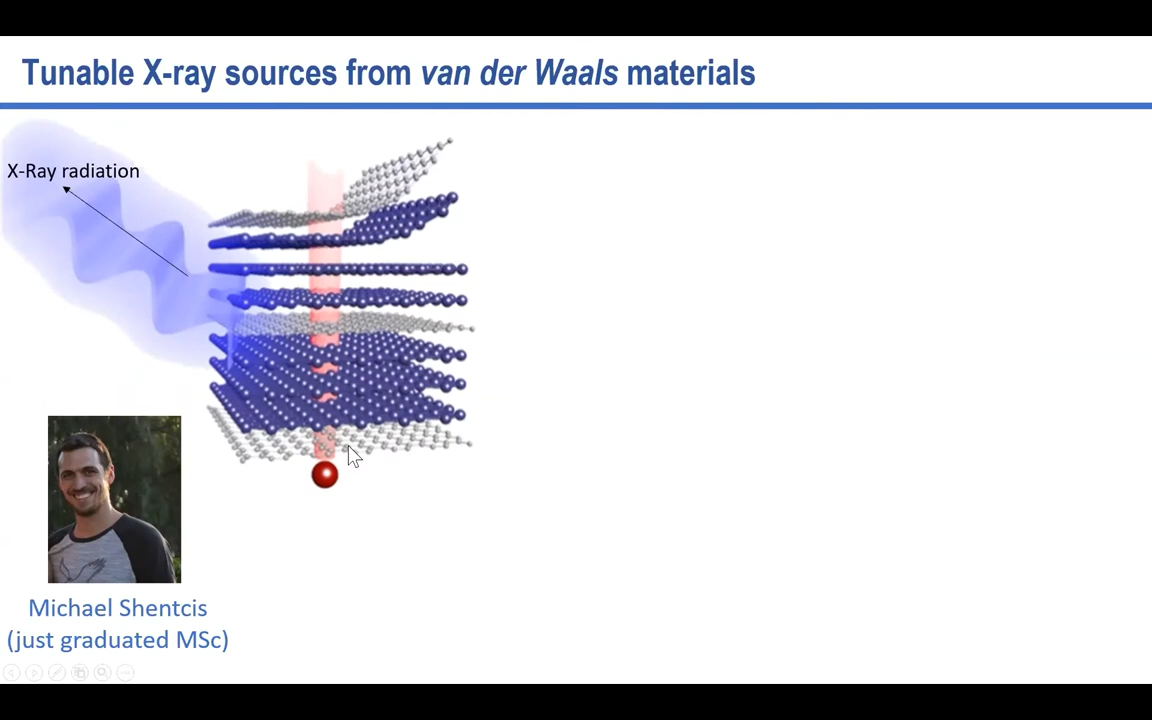 Tunable X-ray sources from van der Waals materials
X-Ray radiation
Michael Shentcis
(just graduated MSc)